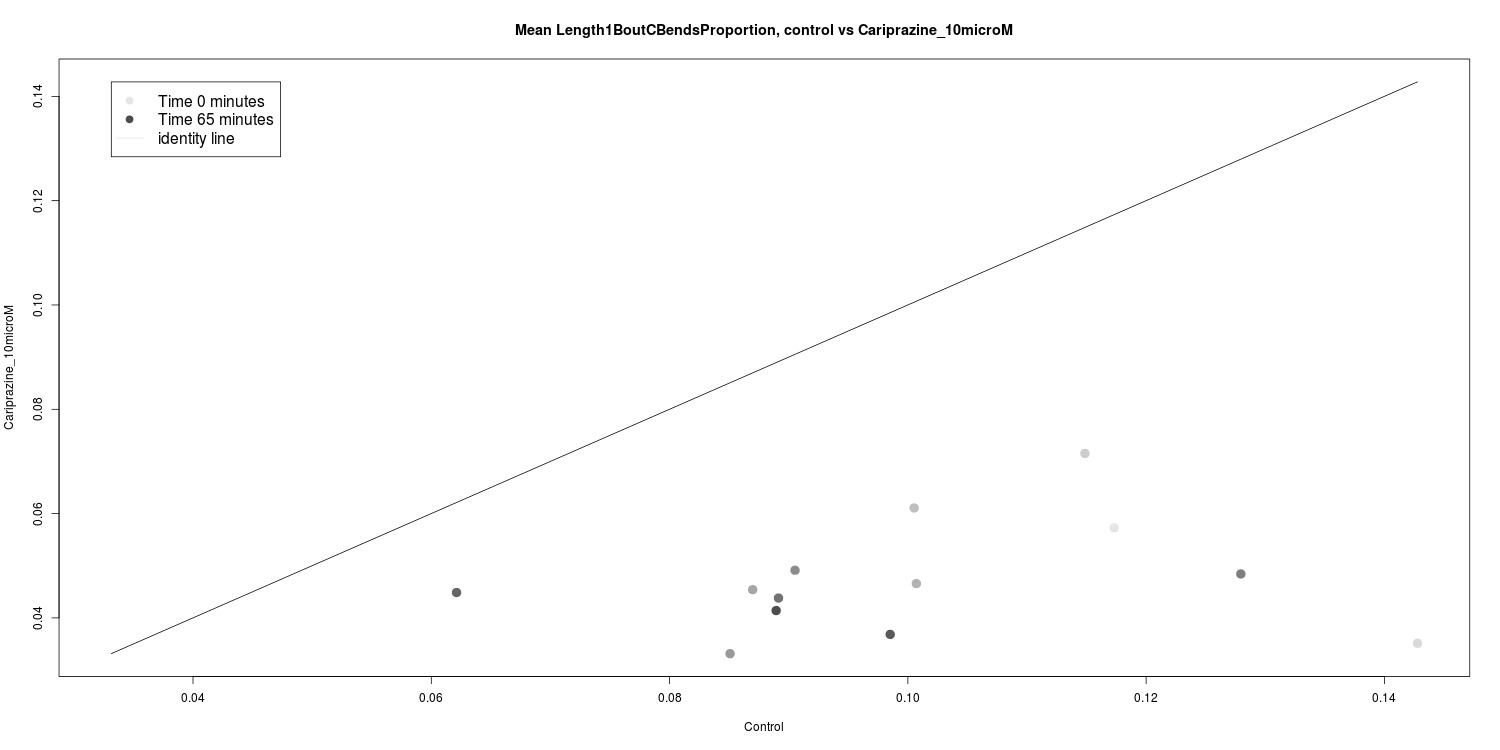 Mean Length1BoutCBendsProportion, control vs Cariprazine_10microM
Time 0 minutes
Time 65 minutes
identity line
Cariprazine_10microM
0.14
0.12
0.10
0.08
0.06
0.04
0.04 0.06 0.08 0.10 0.12 0.14
Control